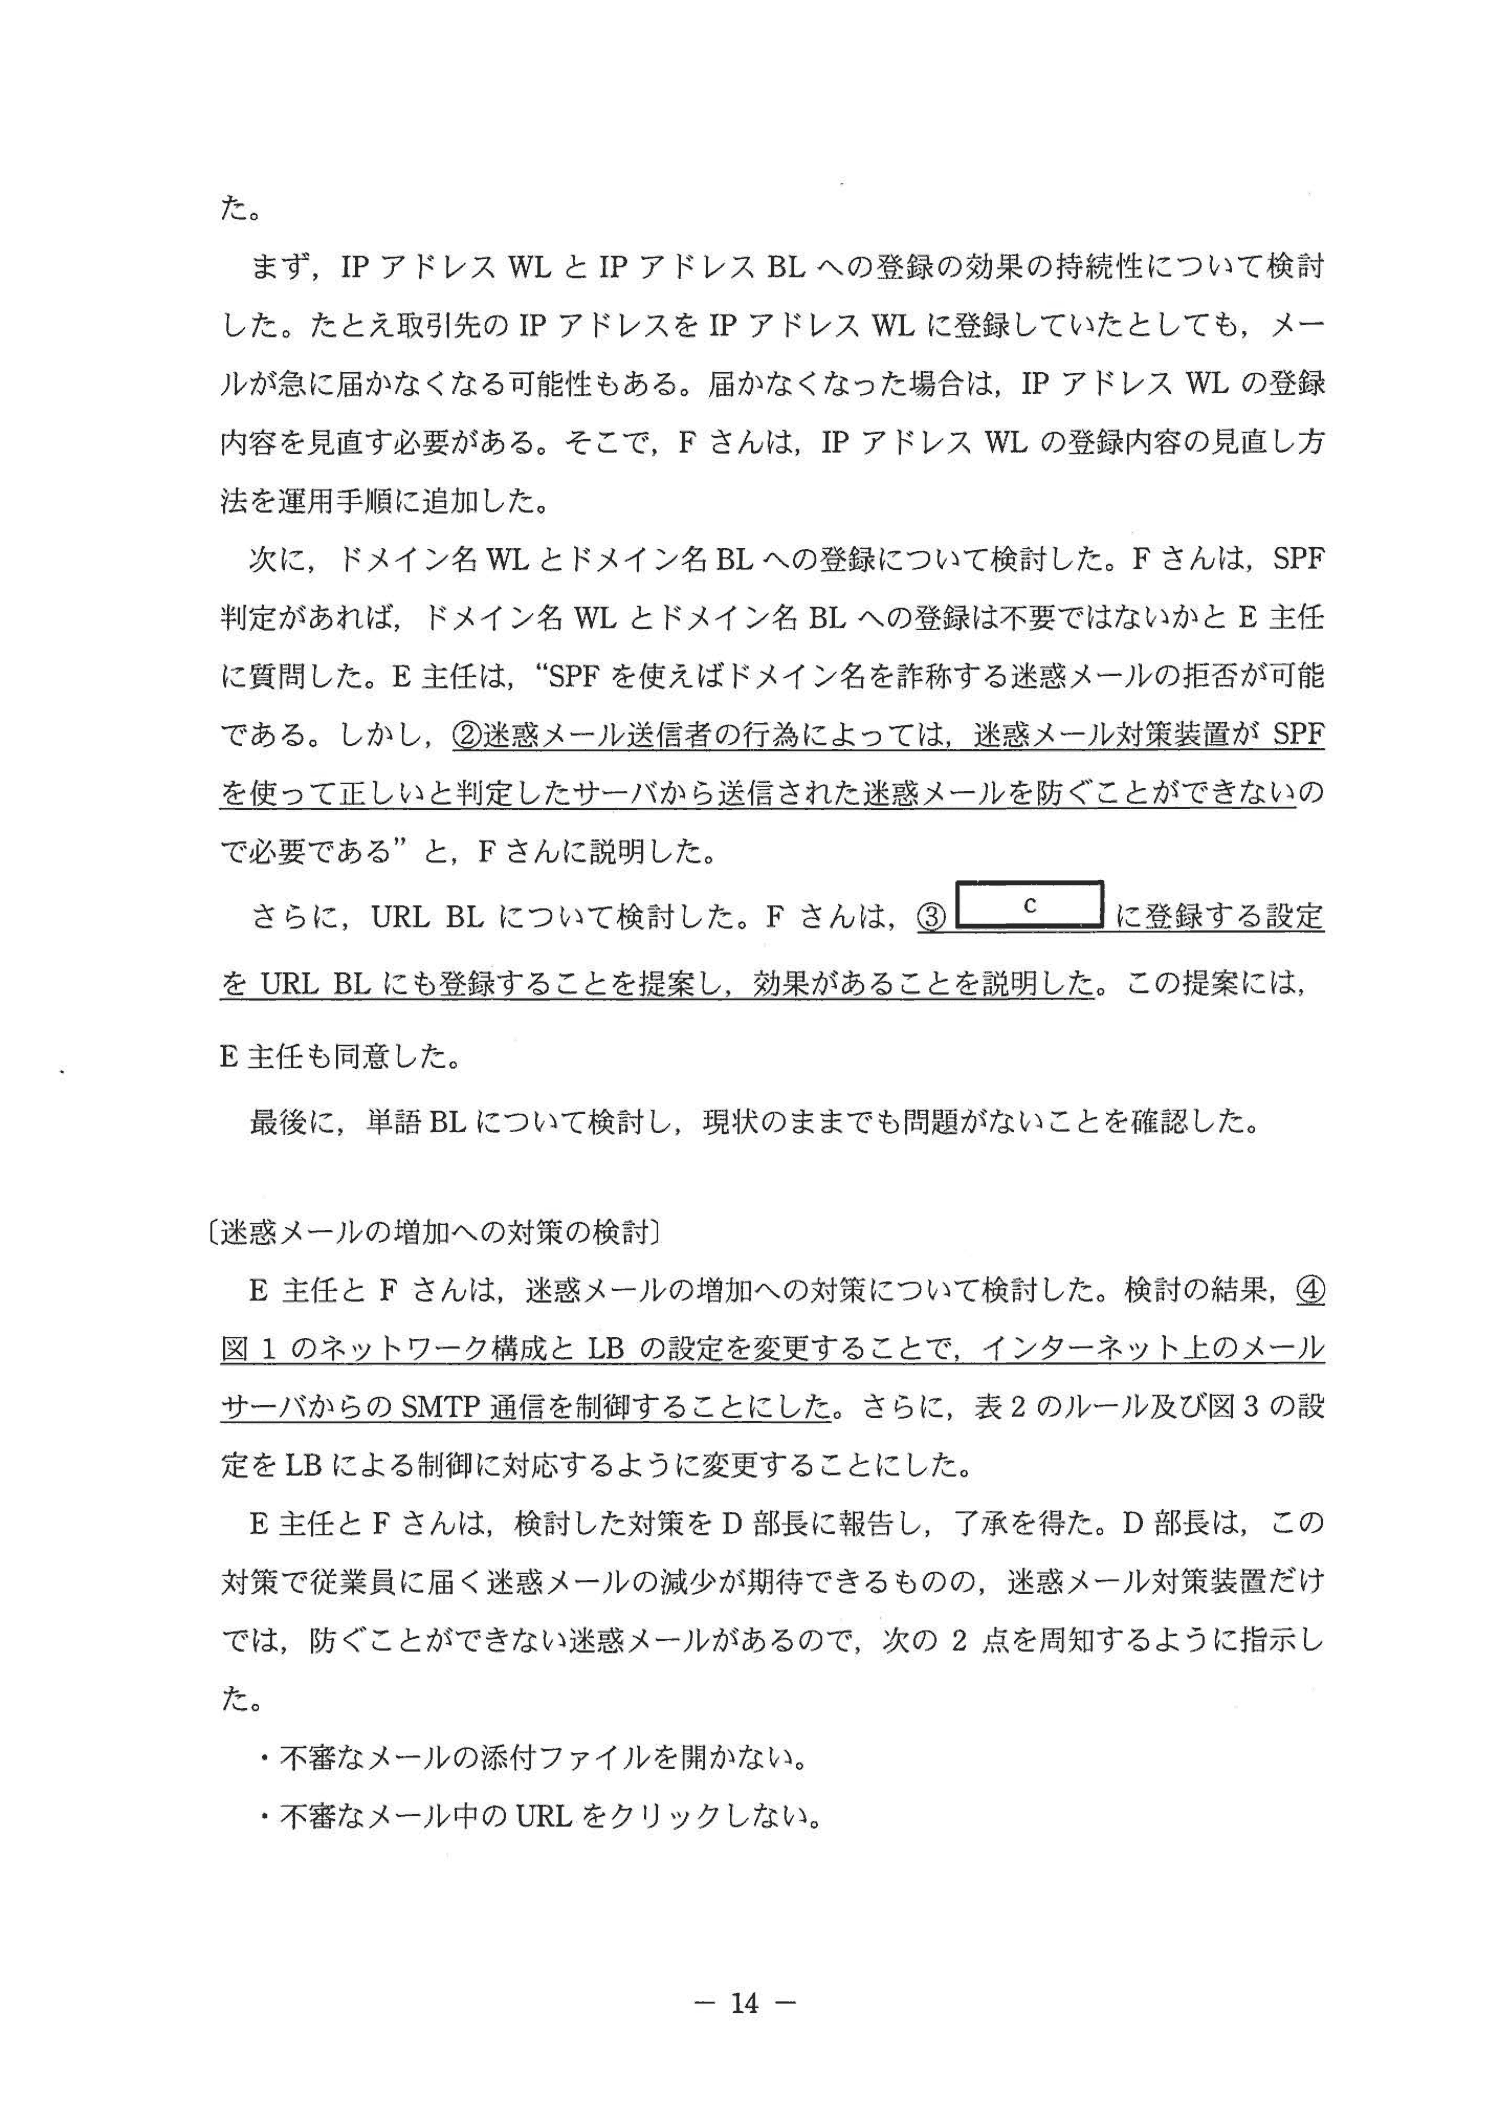 た。
まず，IP アドレス WL と IP アドレス BL への登録の効果の持続性について検討
した。たとえ取引先の IP アドレスを IP アドレス WL に登録していたとしても，メー
ルが急に届かなくなる可能性もある。届かなくなった場合は，IP アドレス WL の登録
内容を見直す必要がある。そこで，F さんは，IP アドレス WL の登録内容の見直し方
法を運用手順に追加した。
次に，ドメイン名 WL とドメイン名 BL への登録について検討した。F さんは，SPF
判定があれば，ドメイン名 WL とドメイン名 BL への登録は不要ではないかと E 主任
に質問した。E 主任は，“SPF を使えばドメイン名を詐称する迷惑メールの拒否が可能
である。しかし，②迷惑メール送信者の行為によっては，迷惑メール対策装置が SPF
を使って正しいと判定したサーバから送信された迷惑メールを防ぐことができないの
で必要である” と，F さんに説明した。
さらに，URL BL について検討した。F さんは，③ c に登録する設定
を URL BL にも登録することを提案し，効果があることを説明した。この提案には，
E 主任も同意した。
最後に，単語 BL について検討し，現状のままでも問題がないことを確認した。
〔迷惑メールの増加への対策の検討〕
E 主任と F さんは，迷惑メールの増加への対策について検討した。検討の結果，④
図 1 のネットワーク構成と LB の設定を変更することで，インターネット上のメール
サーバからの SMTP 通信を制御することにした。さらに，表 2 のルール及び図 3 の設
定を LB による制御に対応するように変更することにした。
E 主任と F さんは，検討した対策を D 部長に報告し，了承を得た。D 部長は，この
対策で従業員に届く迷惑メールの減少が期待できるものの，迷惑メール対策装置だけ
では，防ぐことができない迷惑メールがあるので，次の 2 点を周知するように指示し
た。
・不審なメールの添付ファイルを開かない。
・不審なメール中の URL をクリックしない。
－ 14 －